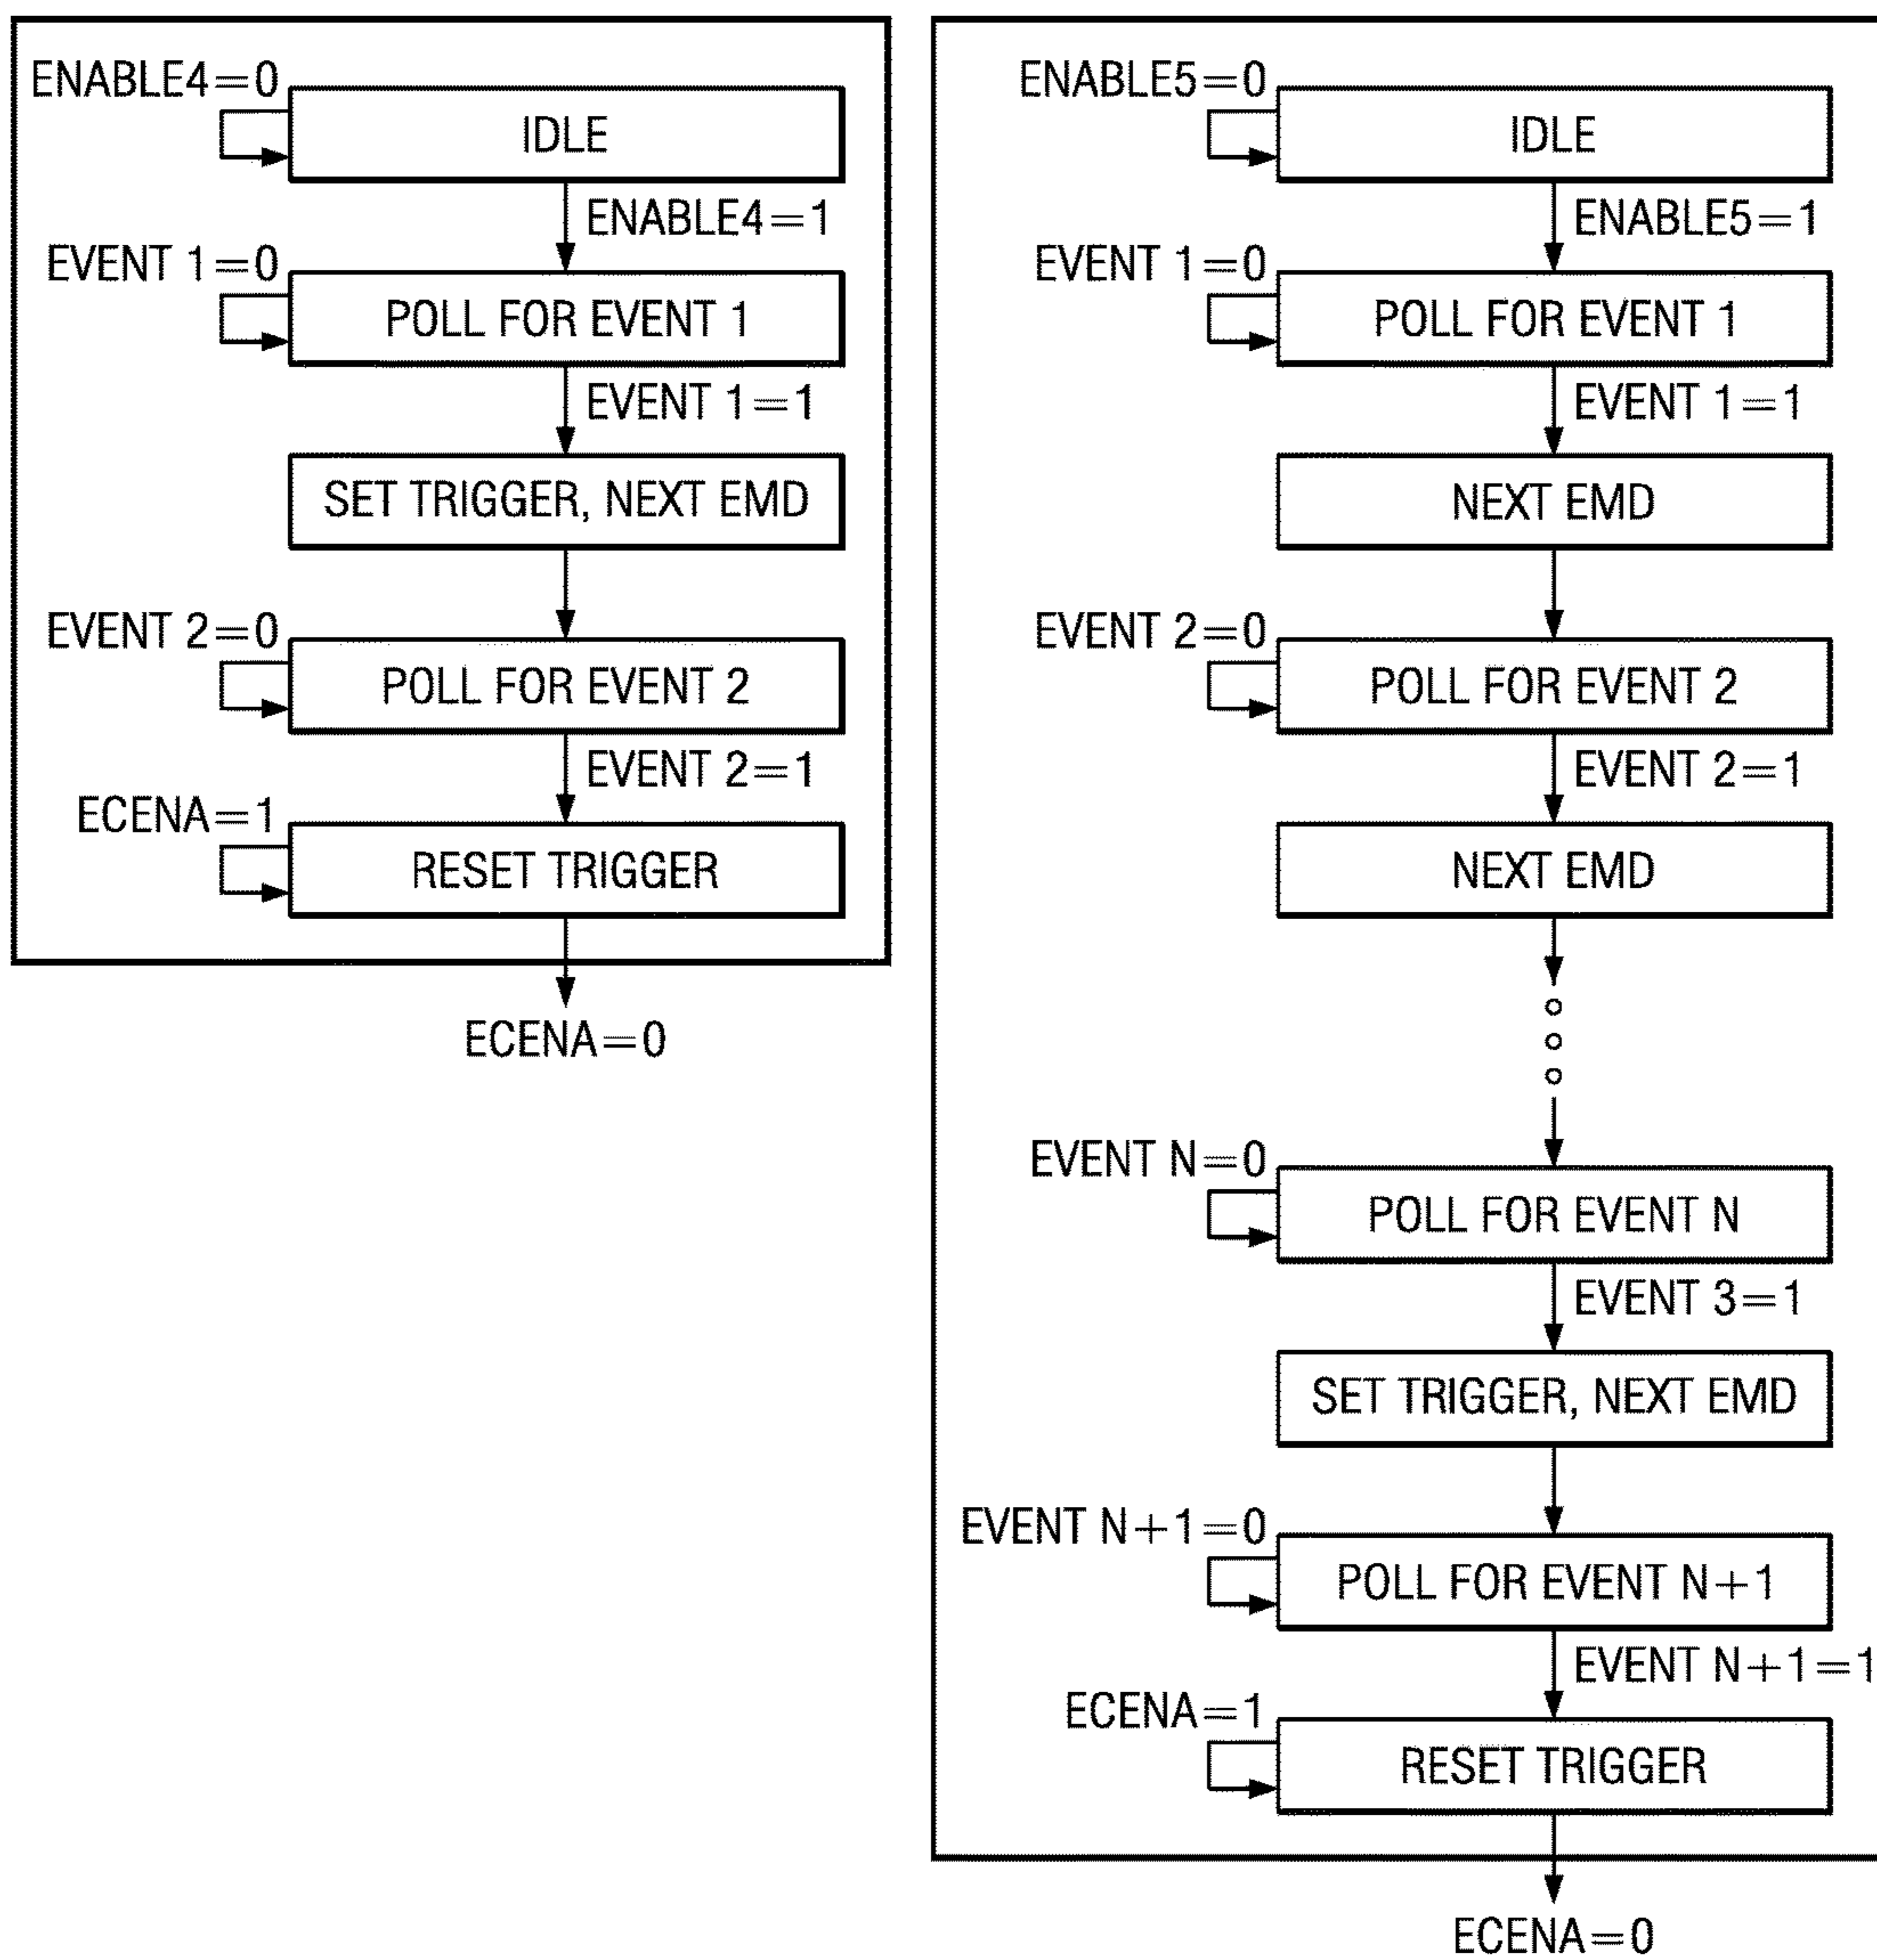 ENABLE4=0
IDLE
ENABLE4=1
EVENT 1=0
POLL FOR EVENT 1
EVENT 1=1
SET TRIGGER, NEXT EMD
EVENT 2=0
POLL FOR EVENT 2
EVENT 2=1
ECENA=1
RESET TRIGGER
ECENA=0
ENABLE5=0
IDLE
ENABLE5=1
EVENT 1=0
POLL FOR EVENT 1
EVENT 1=1
NEXT EMD
EVENT 2=0
POLL FOR EVENT 2
EVENT 2=1
NEXT EMD
EVENT N=0
POLL FOR EVENT N
EVENT 3=1
SET TRIGGER, NEXT EMD
EVENT N+1=0
POLL FOR EVENT N+1
EVENT N+1=1
ECENA=1
RESET TRIGGER
ECENA=0